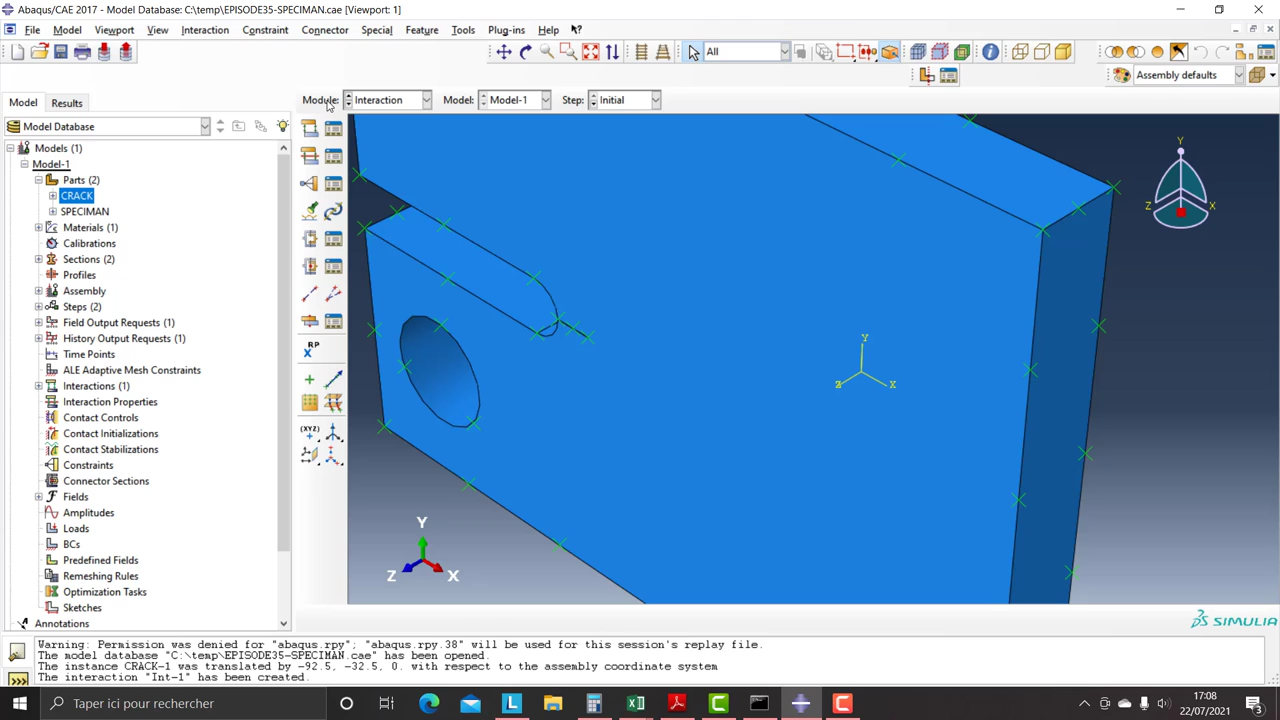 Abaqus/CAE 2017 - Model Database: C:\temp\EPISODE35-SPECIMAN.cae [Viewport: 1]
File Model Viewport View Interaction Constraint Connector Special Feature Tools Plug-ins Help
All
Assembly defaults
Model Results
Module: Interaction Model: Model-1 Step: Initial
Model Database
Models (1)
Model-1
Parts (2)
CRACK
SPECIMAN
Materials (1)
Calibrations
Sections (2)
Profiles
Assembly
Steps (2)
Field Output Requests (1)
History Output Requests (1)
Time Points
ALE Adaptive Mesh Constraints
Interactions (1)
Interaction Properties
Contact Controls
Contact Initializations
Contact Stabilizations
Constraints
Connector Sections
Fields
Amplitudes
Loads
BCs
Predefined Fields
Remeshing Rules
Optimization Tasks
Sketches
Annotations
RP
(XYZ)
Y
Z X
Y
Z X
Y
Z X
SIMULIA
Warning: Permission was denied for "abaqus.rpy"; "abaqus.rpy.38" will be used for this session's replay file.
The model database "C:\temp\EPISODE35-SPECIMAN.cae" has been opened.
The instance CRACK-1 was translated by -92.5, -32.5, 0. with respect to the assembly coordinate system
The interaction "Int-1" has been created.
Taper ici pour rechercher
17:08
22/07/2021